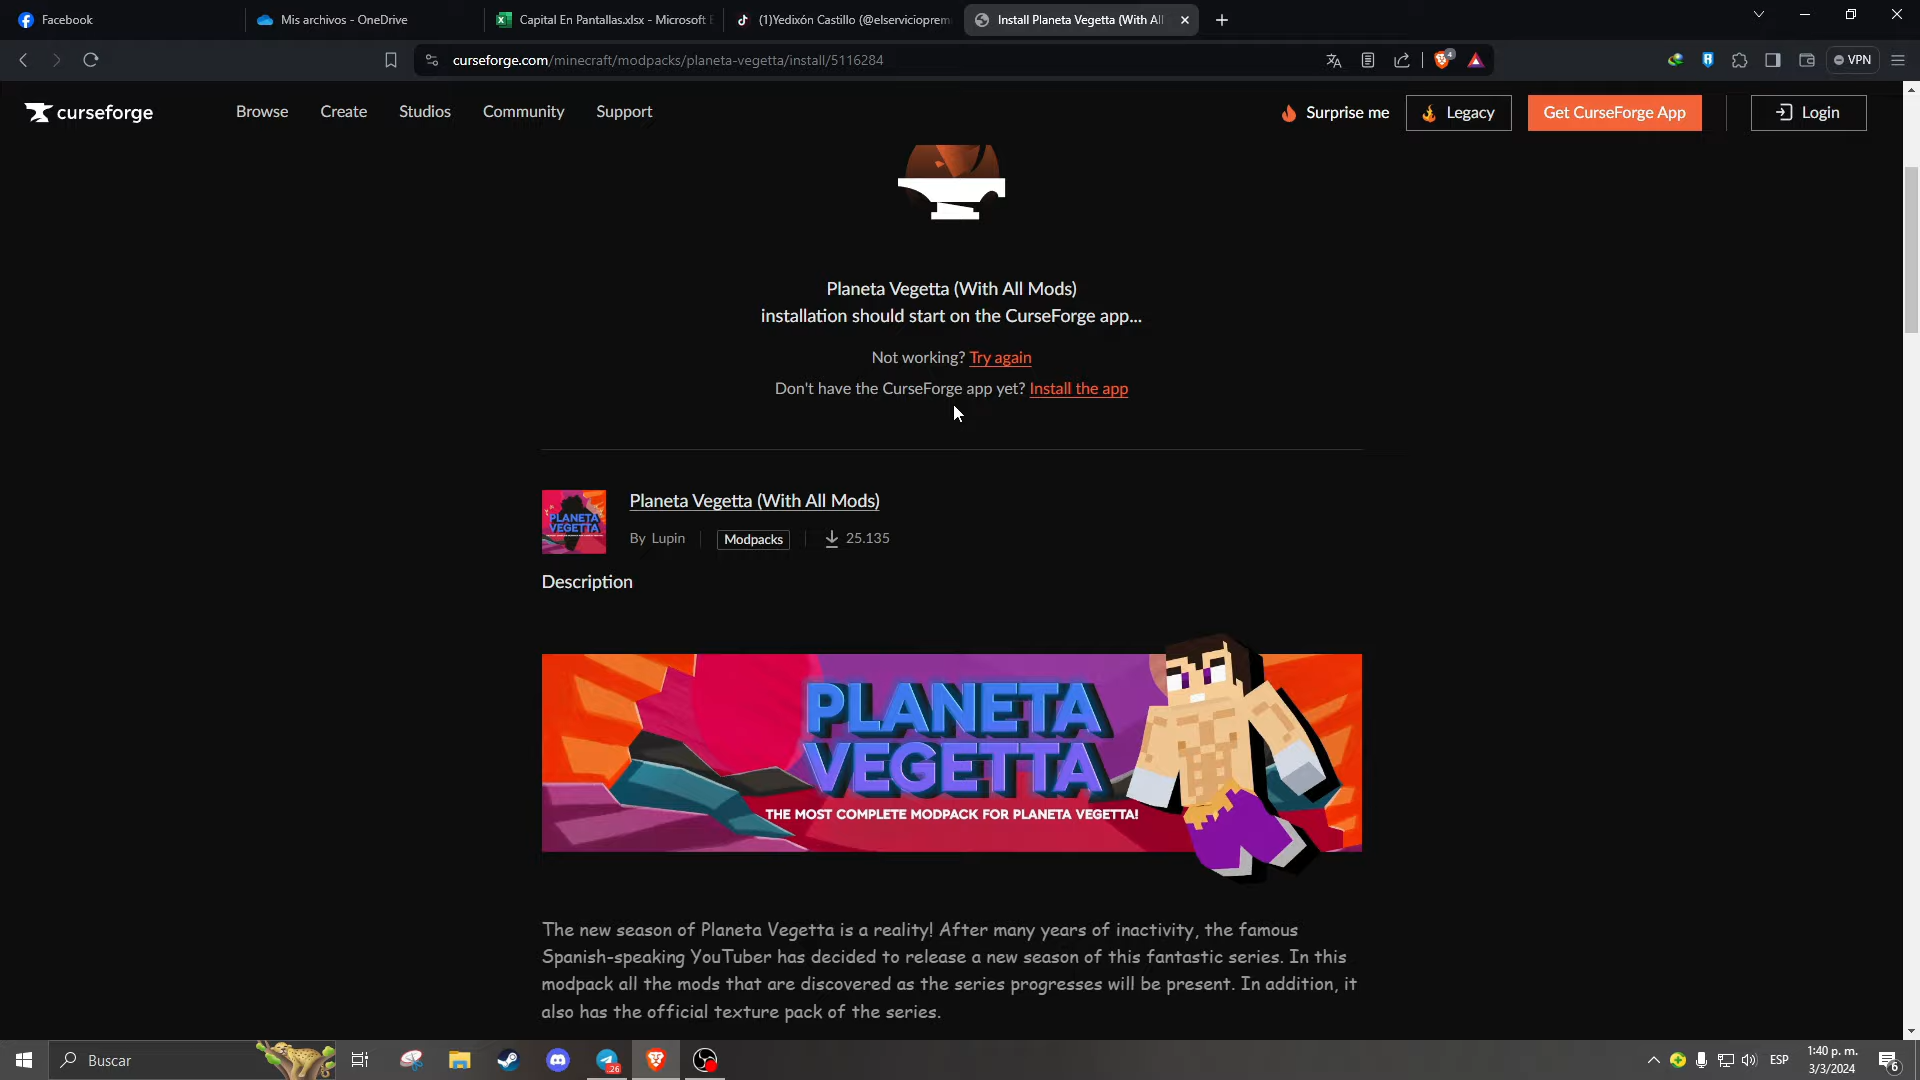 Facebook
Mis archivos - OneDrive
Capital En Pantallas.xlsx - Microsoft E
(1)Yedixón Castillo (@elservicioprem
Install Planeta Vegetta (With All
curseforge.com/minecraft/modpacks/planeta-vegetta/install/5116284
4
VPN
curseforge
Browse
Create
Studios
Community
Support
Surprise me
Legacy
Get CurseForge App
Login
Planeta Vegetta (With All Mods)
installation should start on the CurseForge app...
Not working? Try again
Don't have the CurseForge app yet? Install the app
PLANETA
VEGETTA
Planeta Vegetta (With All Mods)
By Lupin
Modpacks
25.135
Description
PLANETA
VEGETTA
THE MOST COMPLETE MODPACK FOR PLANETA VEGETTA!
The new season of Planeta Vegetta is a reality! After many years of inactivity, the famous
Spanish-speaking YouTuber has decided to release a new season of this fantastic series. In this
modpack all the mods that are discovered as the series progresses will be present. In addition, it
also has the official texture pack of the series.
Buscar
26
ESP
1:40 p. m.
3/3/2024
6